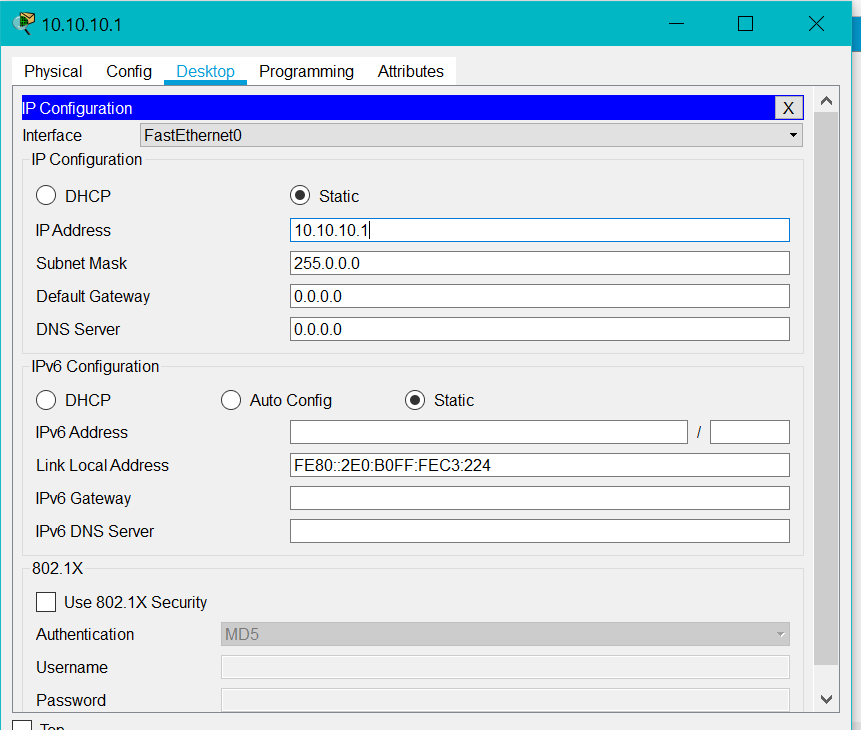 10.10.10.1
Physical Config Desktop Programming Attributes
IP Configuration X
Interface FastEthernet0
IP Configuration
DHCP Static
IP Address 10.10.10.1
Subnet Mask 255.0.0.0
Default Gateway 0.0.0.0
DNS Server 0.0.0.0
IPv6 Configuration
DHCP Auto Config Static
IPv6 Address /
Link Local Address FE80::2E0:B0FF:FEC3:224
IPv6 Gateway
IPv6 DNS Server
802.1X
Use 802.1X Security
Authentication MD5
Username
Password
Top